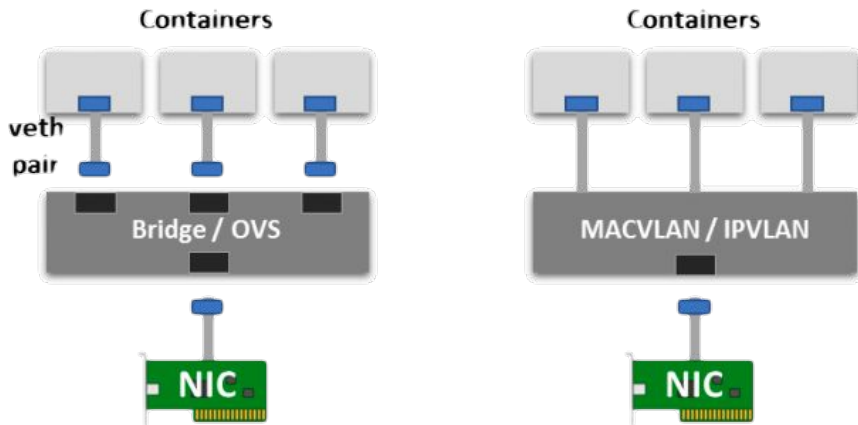 Containers
veth
pair
Bridge / OVS
NIC
Containers
MACVLAN / IPVLAN
NIC